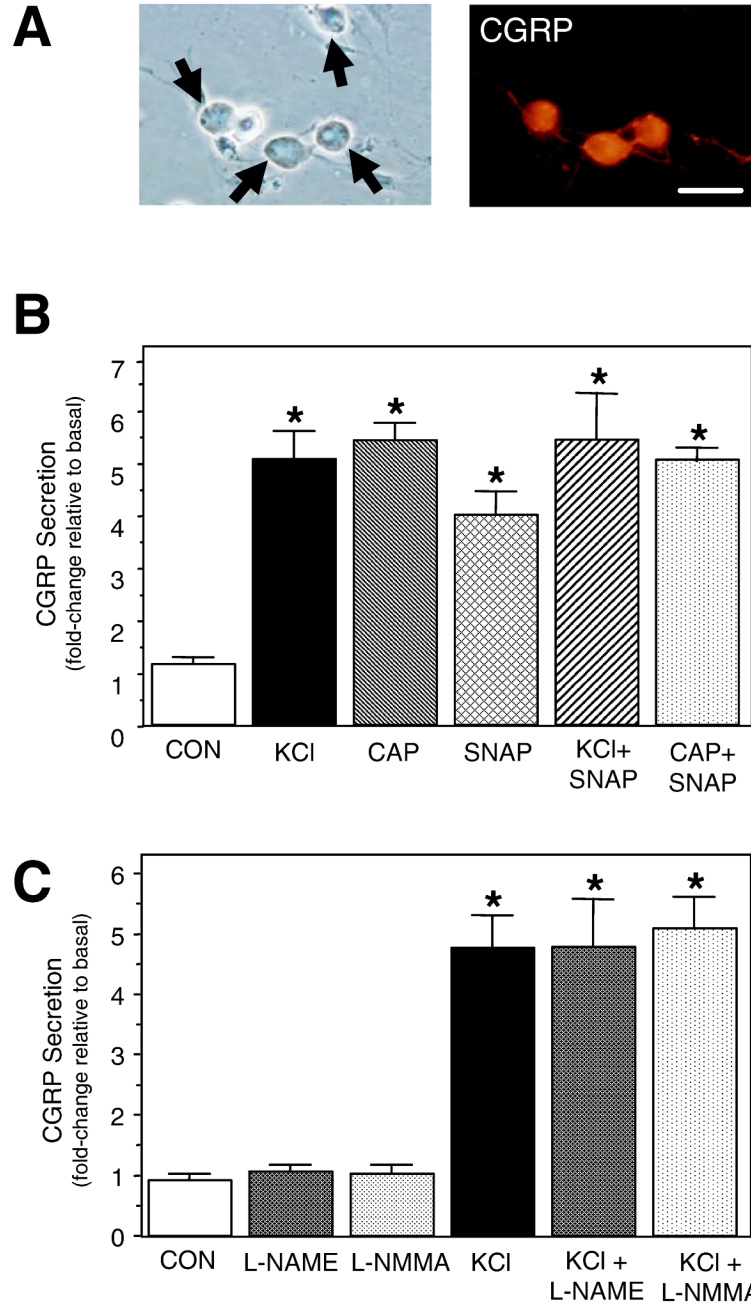 A
CGRP
B
CGRP Secretion
(fold-change relative to basal)
7
6
5
4
3
2
1
0
* * * * *
CON KCl CAP SNAP KCl+ CAP+
SNAP SNAP
C
CGRP Secretion
(fold-change relative to basal)
6
5
4
3
2
1
0
* * *
CON L-NAME L-NMMA KCl KCl + KCl +
L-NAME L-NMMA